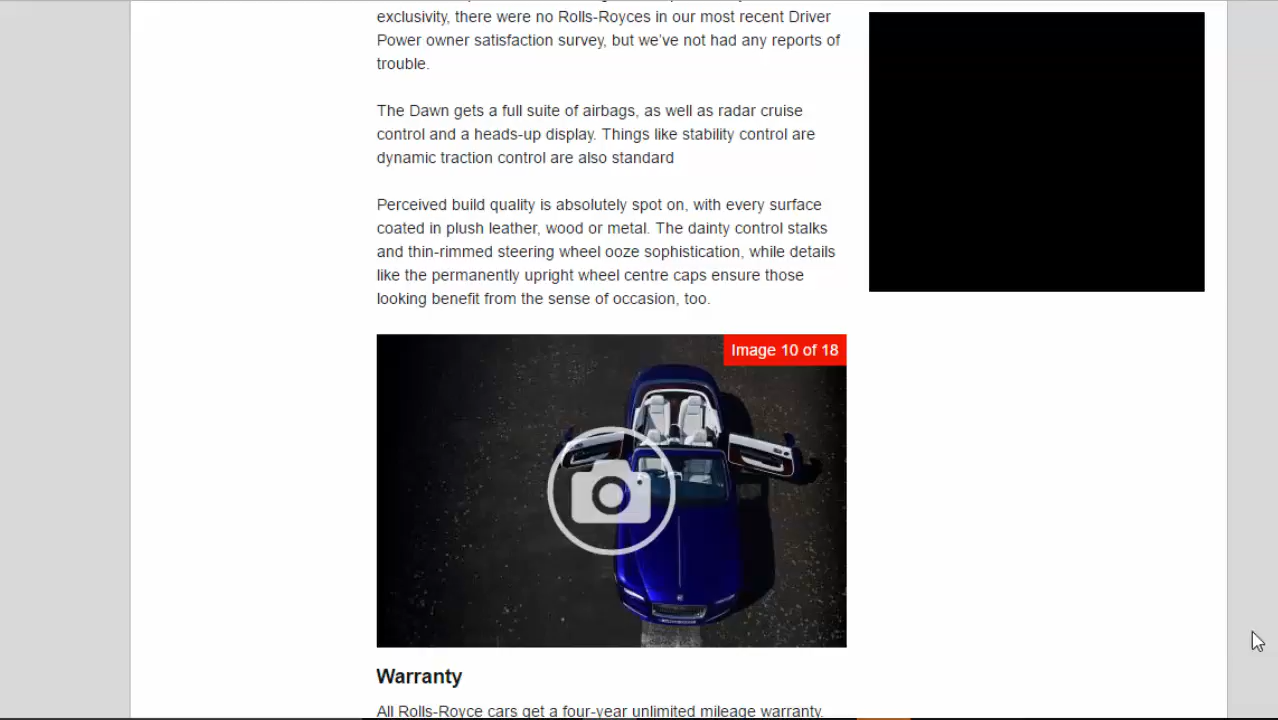 exclusivity, there were no Rolls-Royces in our most recent Driver
Power owner satisfaction survey, but we’ve not had any reports of
trouble.
The Dawn gets a full suite of airbags, as well as radar cruise
control and a heads-up display. Things like stability control are
dynamic traction control are also standard
Perceived build quality is absolutely spot on, with every surface
coated in plush leather, wood or metal. The dainty control stalks
and thin-rimmed steering wheel ooze sophistication, while details
like the permanently upright wheel centre caps ensure those
looking benefit from the sense of occasion, too.
Image 10 of 18
Warranty
All Rolls-Royce cars get a four-year unlimited mileage warranty.